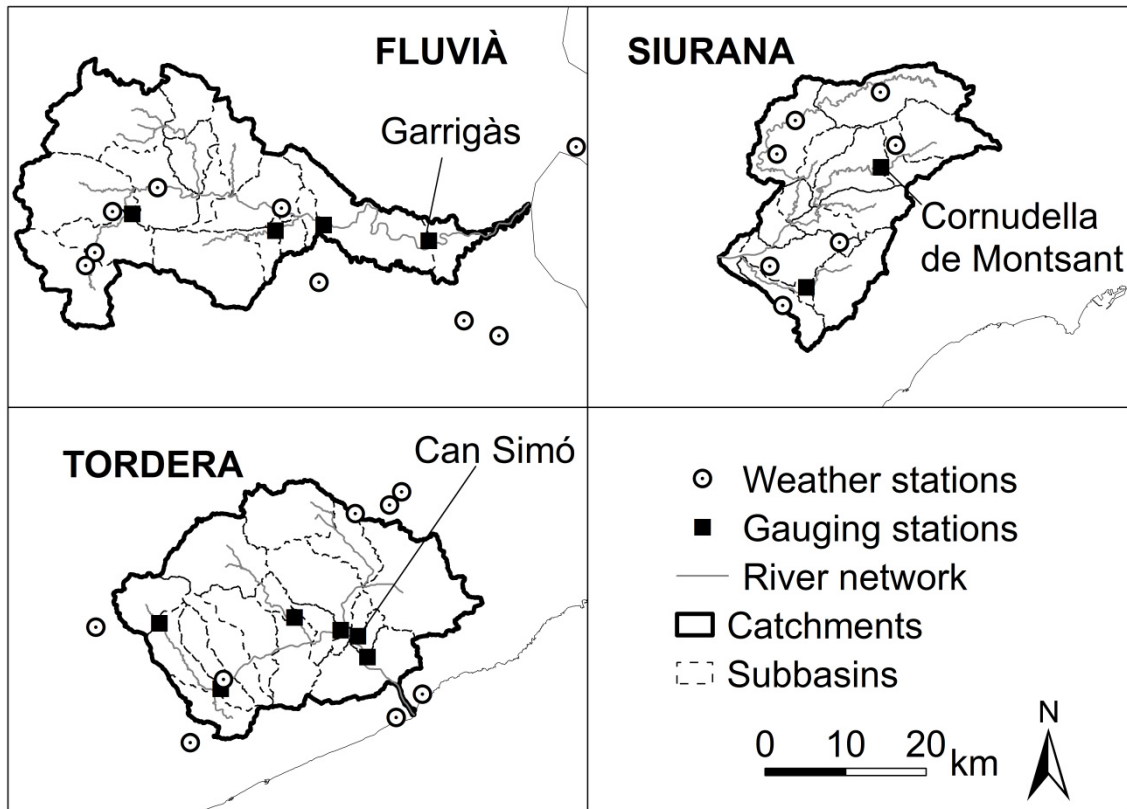 FLUVIÀ
Garrigàs
SIURANA
Cornudella
de Montsant
TORDERA
Can Simó
Weather stations
Gauging stations
River network
Catchments
Subbasins
N
0 10 20 km